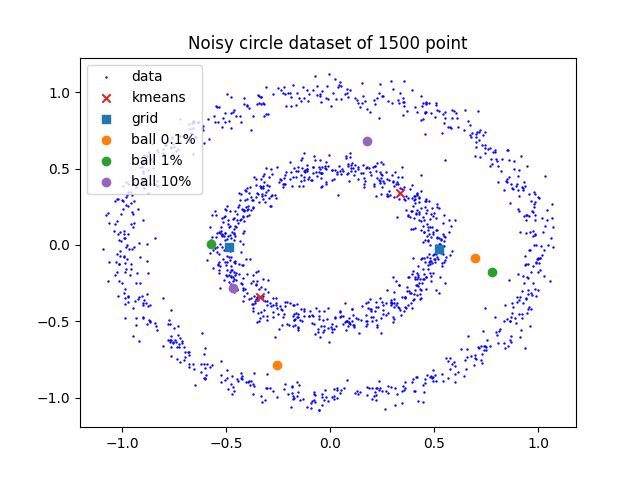 Noisy circle dataset of 1500 point
data
kmeans
grid
ball 0.1%
ball 1%
ball 10%
1.0
0.5
0.0
−0.5
−1.0
−1.0 −0.5 0.0 0.5 1.0